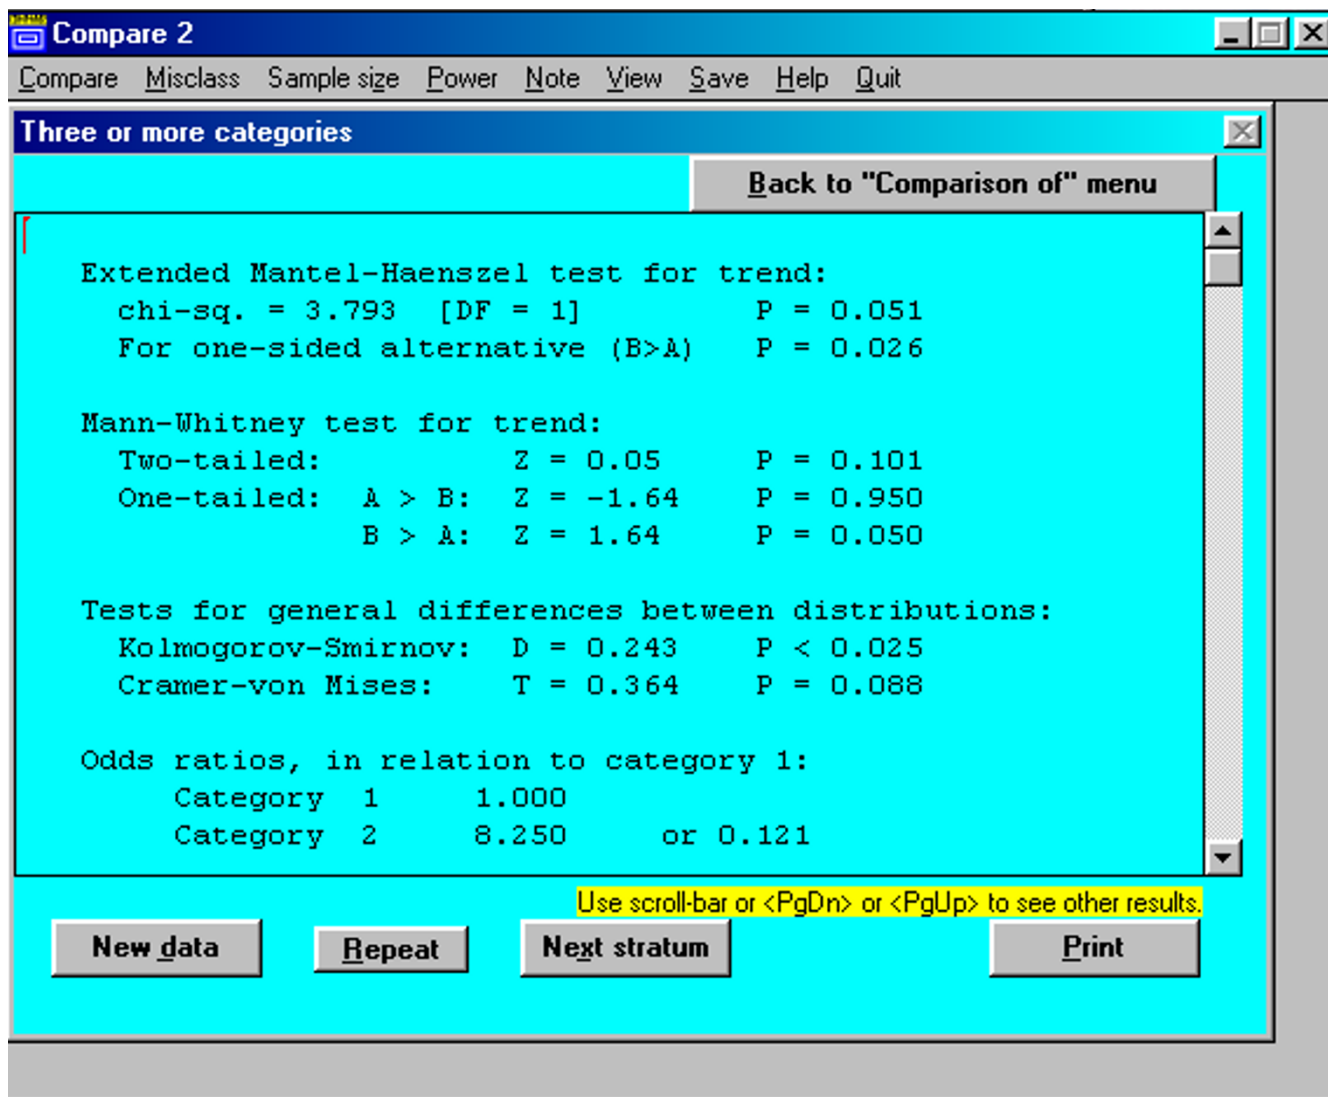 Compare 2
Compare Misclass Sample size Power Note View Save Help Quit
Three or more categories
Back to "Comparison of" menu
Extended Mantel-Haenszel test for trend:
chi-sq. = 3.793 [DF = 1] P = 0.051
For one-sided alternative (B>A) P = 0.026
Mann-Whitney test for trend:
Two-tailed: Z = 0.05 P = 0.101
One-tailed: A > B: Z = -1.64 P = 0.950
B > A: Z = 1.64 P = 0.050
Tests for general differences between distributions:
Kolmogorov-Smirnov: D = 0.243 P < 0.025
Cramer-von Mises: T = 0.364 P = 0.088
Odds ratios, in relation to category 1:
Category 1 1.000
Category 2 8.250 or 0.121
Use scroll-bar or <PgDn> or <PgUp> to see other results.
New data Repeat Next stratum Print